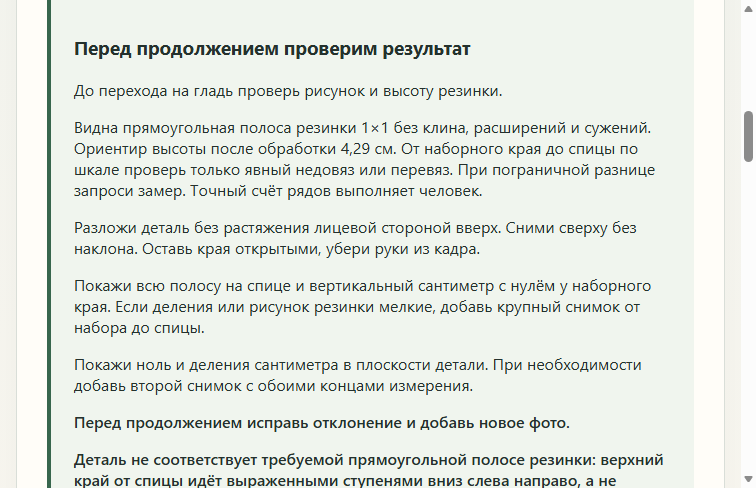 Перед продолжением проверим результат
До перехода на гладь проверь рисунок и высоту резинки.
Видна прямоугольная полоса резинки 1×1 без клина, расширений и сужений.
Ориентир высоты после обработки 4,29 см. От наборного края до спицы по
шкале проверь только явный недовяз или перевяз. При пограничной разнице
запроси замер. Точный счёт рядов выполняет человек.
Разложи деталь без растяжения лицевой стороной вверх. Сними сверху без
наклона. Оставь края открытыми, убери руки из кадра.
Покажи всю полосу на спице и вертикальный сантиметр с нулём у наборного
края. Если деления или рисунок резинки мелкие, добавь крупный снимок от
набора до спицы.
Покажи ноль и деления сантиметра в плоскости детали. При необходимости
добавь второй снимок с обоими концами измерения.
Перед продолжением исправь отклонение и добавь новое фото.
Деталь не соответствует требуемой прямоугольной полосе резинки: верхний
край от спицы идёт выраженными ступенями вниз слева направо, а не